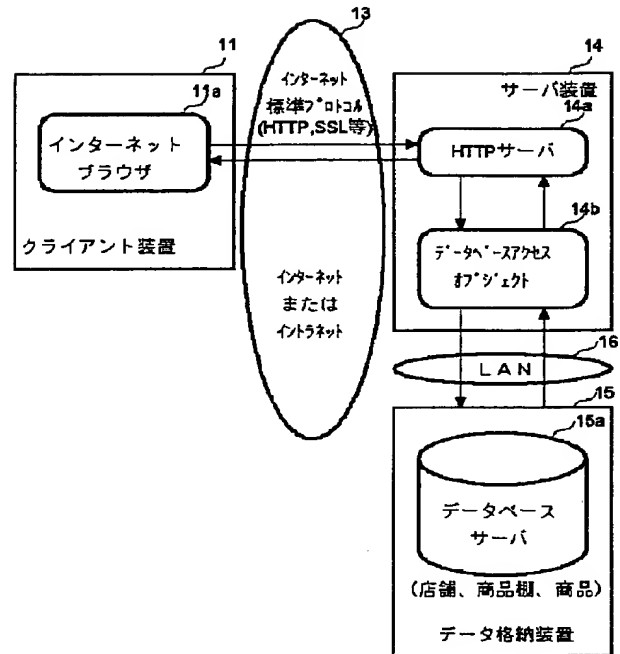 11
11a
インターネット
ブラウザ
クライアント装置
13
インターネット
標準プロトコル
(HTTP,SSL等)
インターネット
または
イントラネット
14
サーバ装置
14a
HTTPサーバ
14b
データベースアクセス
オブジェクト
16
LAN
15
15a
データベース
サーバ
(店舗、商品棚、商品)
データ格納装置